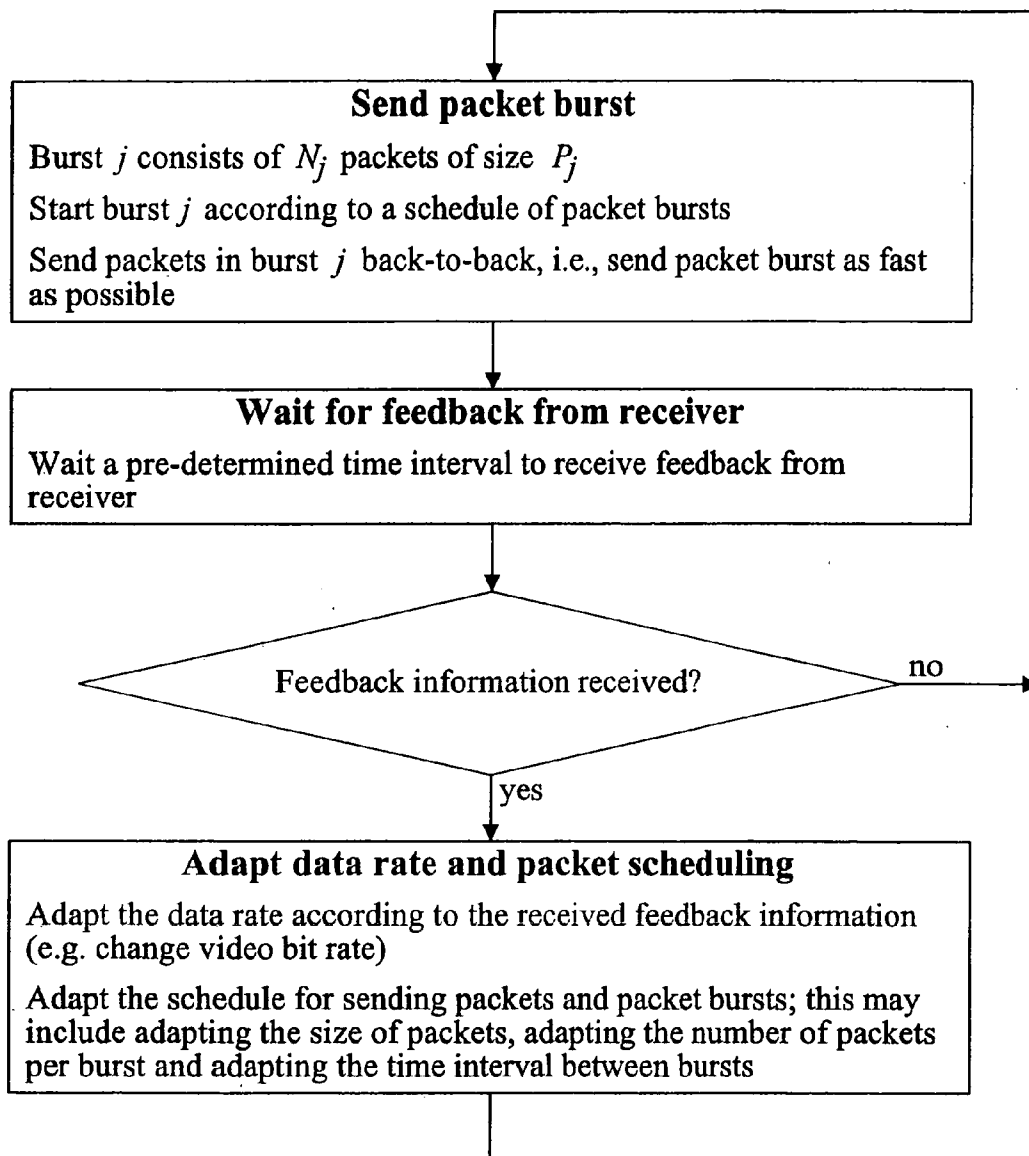 Send packet burst
Burst j consists of N_j packets of size P_j
Start burst j according to a schedule of packet bursts
Send packets in burst j back-to-back, i.e., send packet burst as fast
as possible
Wait for feedback from receiver
Wait a pre-determined time interval to receive feedback from
receiver
Feedback information received?
no
yes
Adapt data rate and packet scheduling
Adapt the data rate according to the received feedback information
(e.g. change video bit rate)
Adapt the schedule for sending packets and packet bursts; this may
include adapting the size of packets, adapting the number of packets
per burst and adapting the time interval between bursts